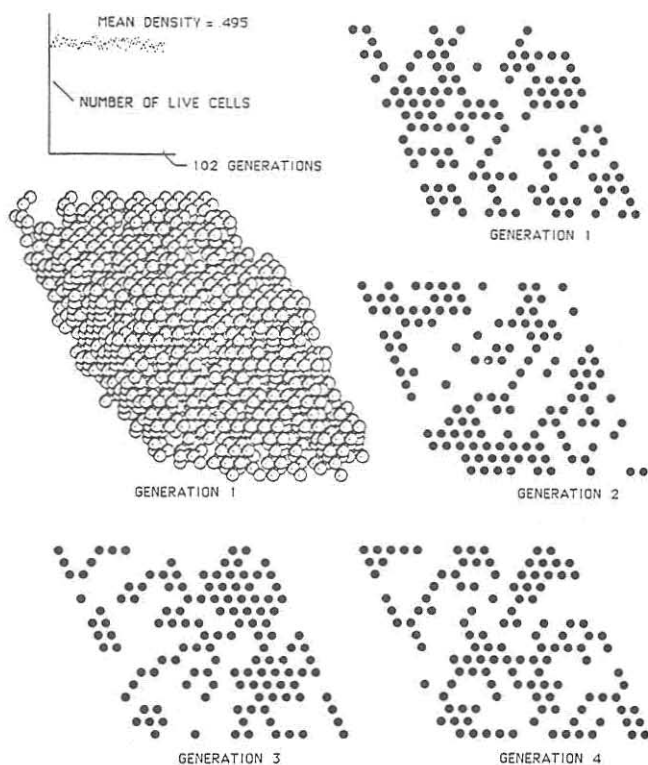 MEAN DENSITY = .495
NUMBER OF LIVE CELLS
102 GENERATIONS
GENERATION 1
GENERATION 1
GENERATION 2
GENERATION 3
GENERATION 4